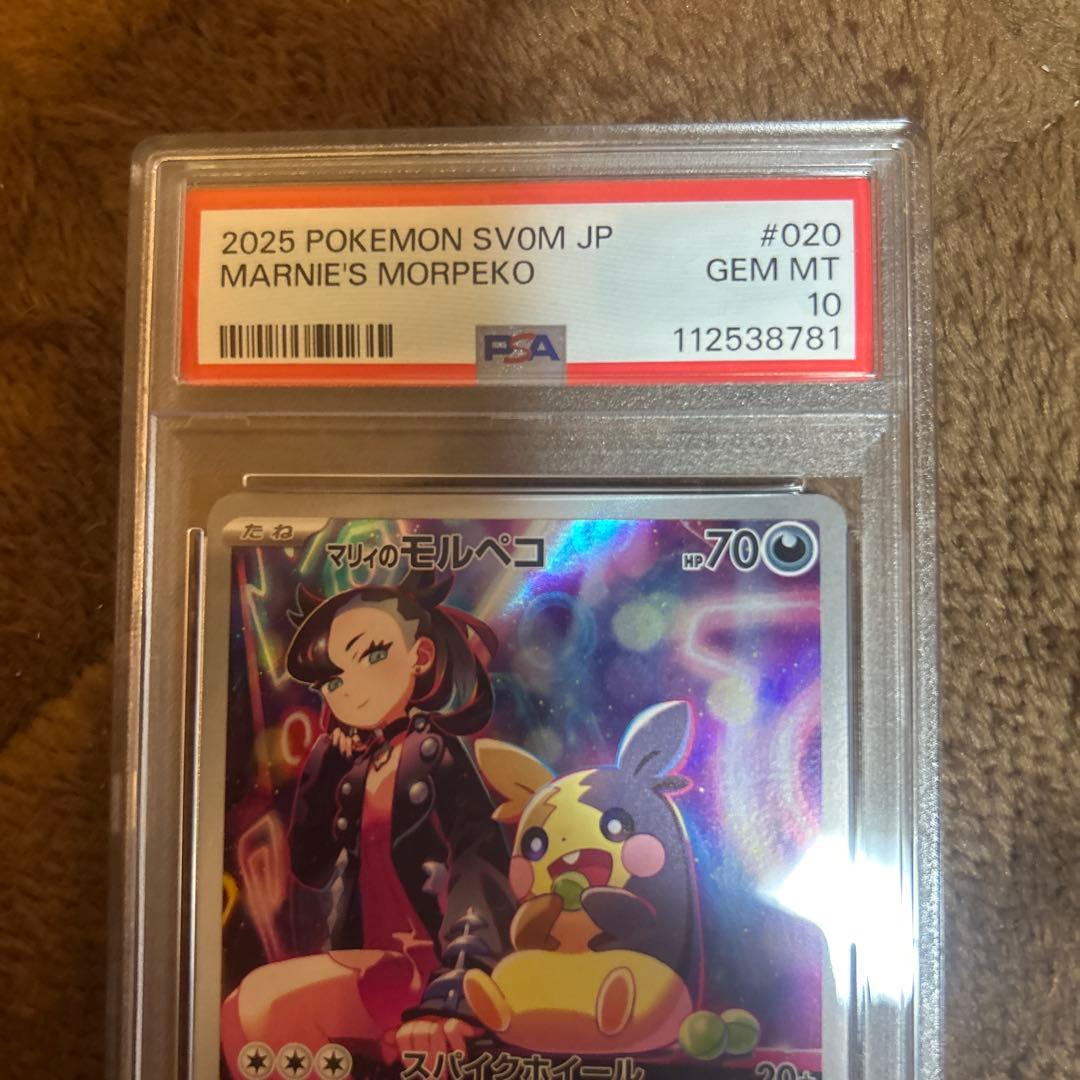 2025 POKEMON SV0M JP #020
MARNIE'S MORPEKO GEM MT
10
PSA 112538781
たね マリィのモルペコ HP70
スパイクホイール 20+